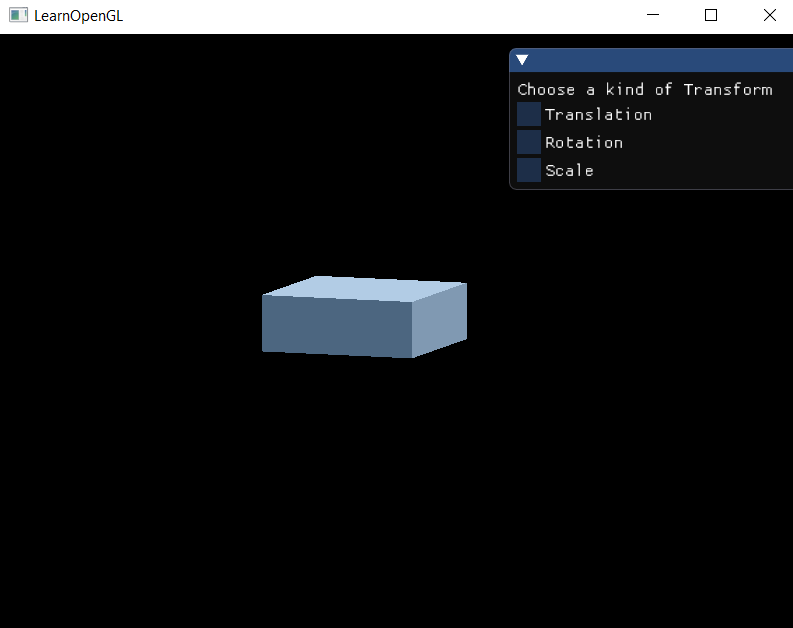 LearnOpenGL
Choose a kind of Transform
Translation
Rotation
Scale